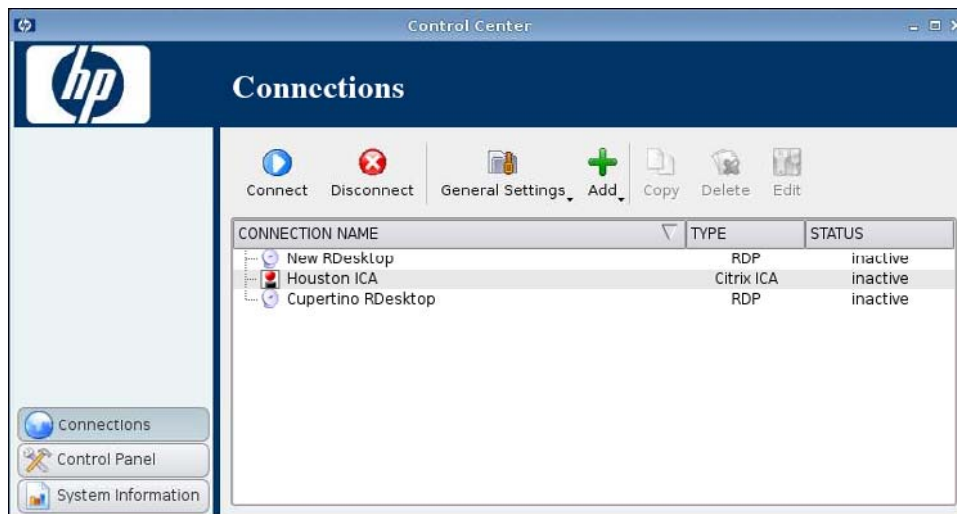 Control Center
hp
Connections
Connect Disconnect General Settings Add Copy Delete Edit
CONNECTION NAME TYPE STATUS
New RDesktop RDP inactive
Houston ICA Citrix ICA inactive
Cupertino RDesktop RDP inactive
Connections
Control Panel
System Information